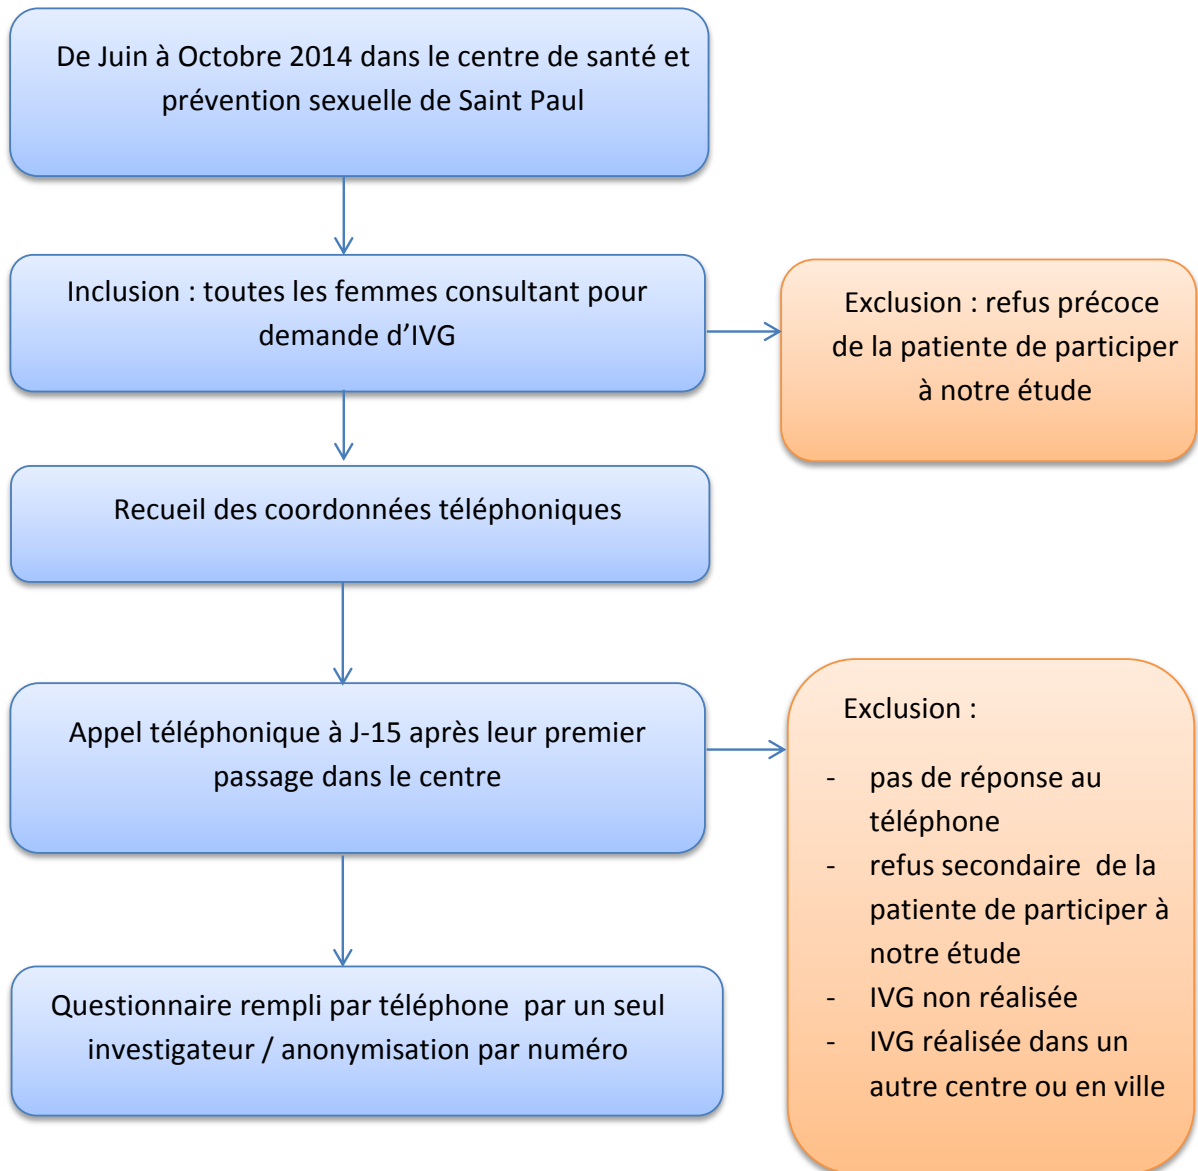 De Juin à Octobre 2014 dans le centre de santé et
prévention sexuelle de Saint Paul
Inclusion : toutes les femmes consultant pour
demande d’IVG
Exclusion : refus précoce
de la patiente de participer
à notre étude
Recueil des coordonnées téléphoniques
Appel téléphonique à J-15 après leur premier
passage dans le centre
Exclusion :
- pas de réponse au
téléphone
- refus secondaire de la
patiente de participer à
notre étude
- IVG non réalisée
- IVG réalisée dans un
autre centre ou en ville
Questionnaire rempli par téléphone par un seul
investigateur / anonymisation par numéro